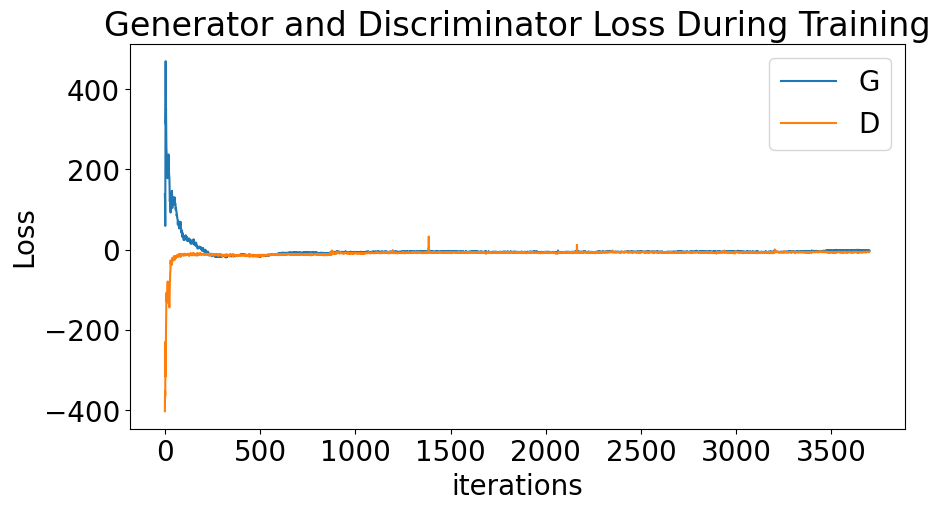 Generator and Discriminator Loss During Training
G
D
400
200
0
−200
−400
Loss
0 500 1000 1500 2000 2500 3000 3500
iterations